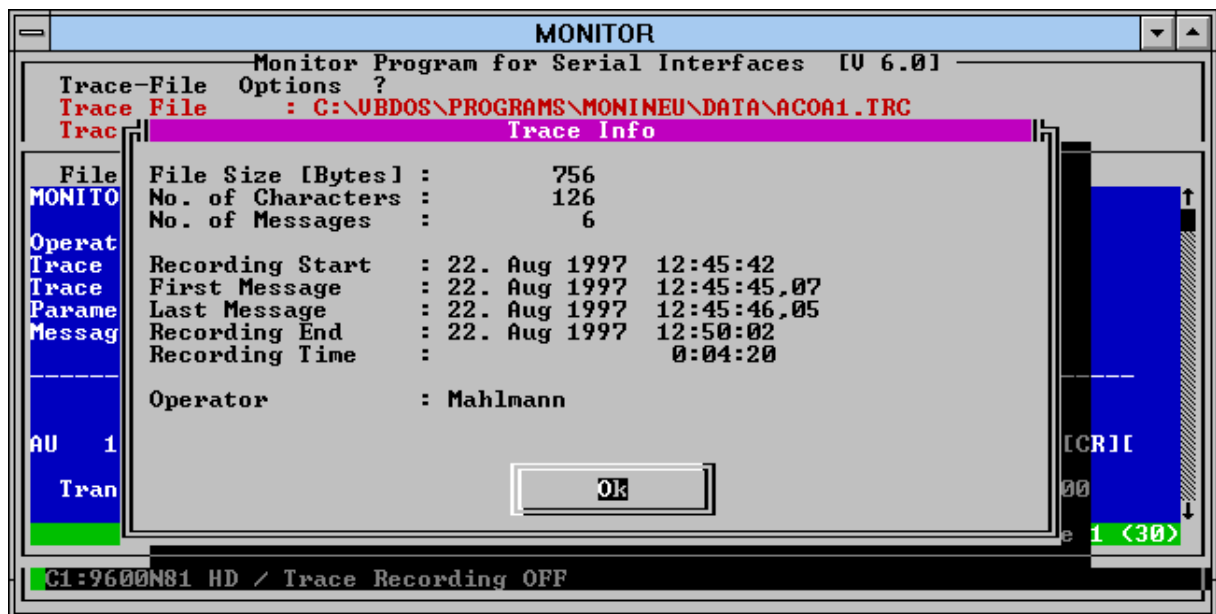 MONITOR
Monitor Program for Serial Interfaces [V 6.0]
Trace-File Options ?
Trace File : C:\VBDOS\PROGRAMS\MONINEU\DATA\ACOA1.TRC
Trac
Trace Info
File
File Size [Bytes] : 756
MONITO
No. of Characters : 126
No. of Messages : 6
Operat
Trace
Recording Start : 22. Aug 1997 12:45:42
Trace
First Message : 22. Aug 1997 12:45:45,07
Parame
Last Message : 22. Aug 1997 12:45:46,05
Messag
Recording End : 22. Aug 1997 12:50:02
Recording Time : 0:04:20
Operator : Mahlmann
AU 1
[CR][
Ok
Tran
00
e 1 (30)
C1:9600N81 HD / Trace Recording OFF